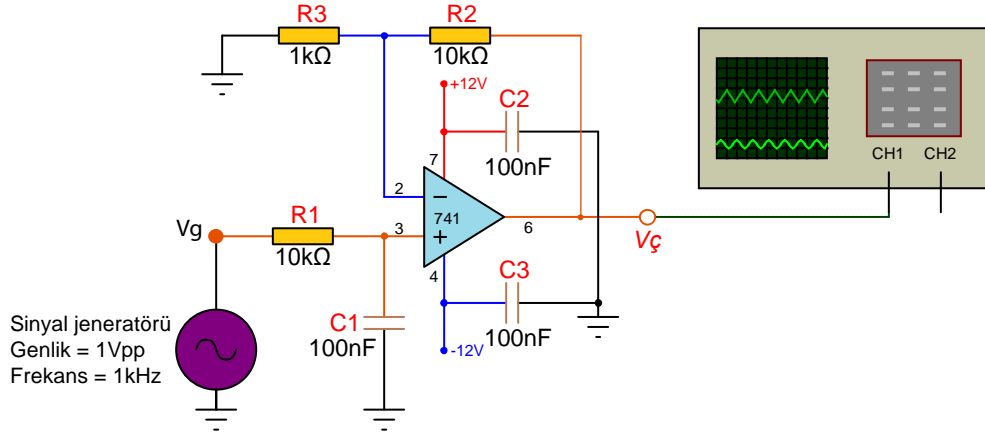 R3
1kΩ
R2
10kΩ
+12V
C2
100nF
7
2
741
3
6
4
Vg
R1
10kΩ
C1
100nF
C3
100nF
-12V
Vç
CH1
CH2
Sinyal jeneratörü
Genlik = 1Vpp
Frekans = 1kHz